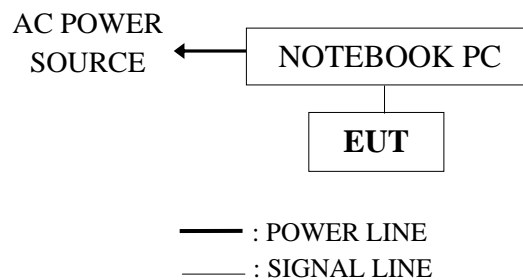 AC POWER
SOURCE
NOTEBOOK PC
EUT
: POWER LINE
: SIGNAL LINE